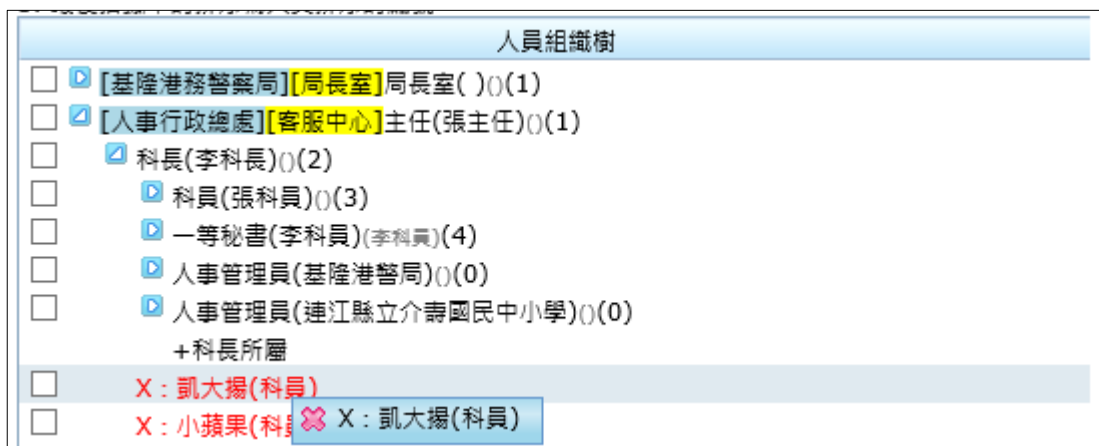 人員組織樹
[基隆港務警察局][局長室]局長室( )()(1)
[人事行政總處][客服中心]主任(張主任)()(1)
科長(李科長)()(2)
科員(張科員)()(3)
一等秘書(李科員)(李科員)(4)
人事管理員(基隆港警局)()(0)
人事管理員(連江縣立介壽國民中小學)()(0)
+科長所屬
X：凱大揚(科員)
X：小蘋果(科
X：凱大揚(科員)